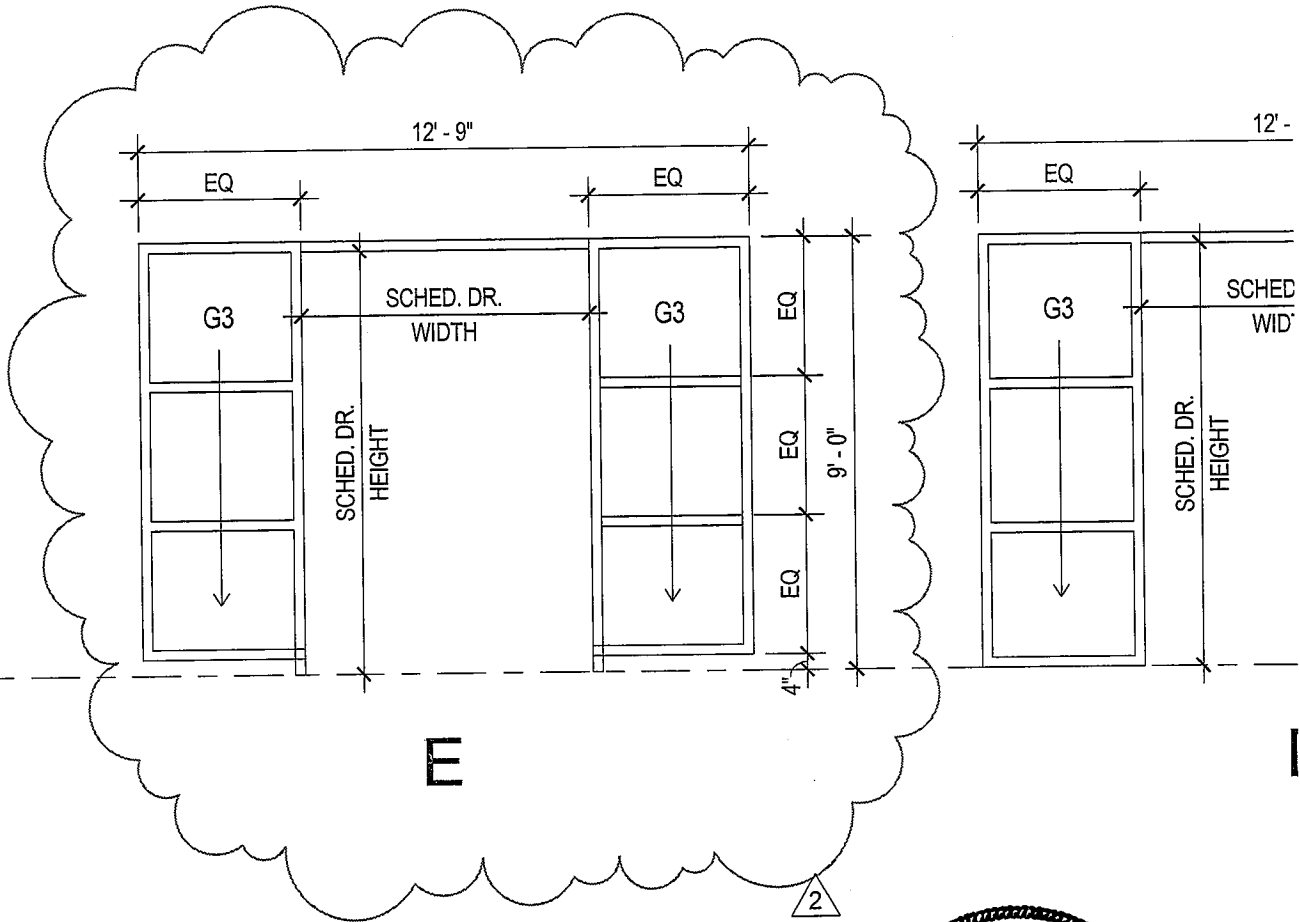 12' - 9"
12' -
EQ
EQ
EQ
G3
SCHED. DR.
WIDTH
G3
EQ
G3
SCHED
SCHED. DR.
HEIGHT
EQ
9' - 0"
SCHED. DR.
HEIGHT
EQ
4"
E
2